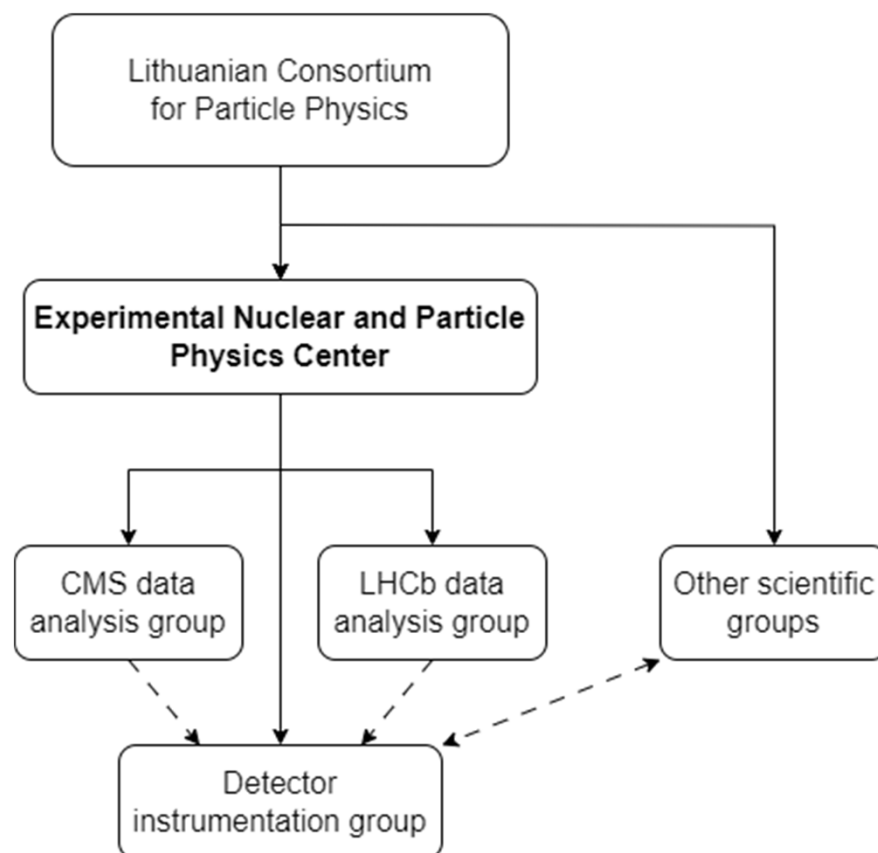 Lithuanian Consortium
for Particle Physics
Experimental Nuclear and Particle
Physics Center
CMS data
analysis group
LHCb data
analysis group
Other scientific
groups
Detector
instrumentation group